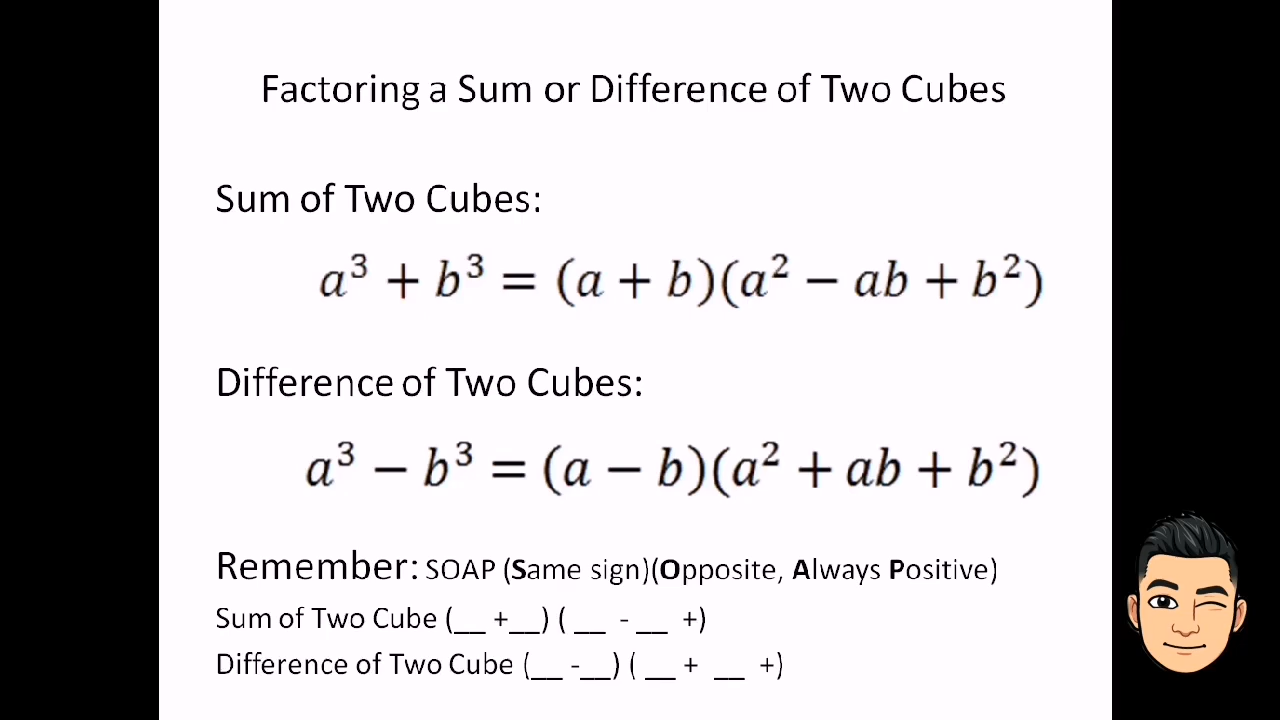 Factoring a Sum or Difference of Two Cubes
Sum of Two Cubes:
a³ + b³ = (a + b)(a² − ab + b²)
Difference of Two Cubes:
a³ − b³ = (a − b)(a² + ab + b²)
Remember: SOAP (Same sign)(Opposite, Always Positive)
Sum of Two Cube (__ +__) ( __ - __ +)
Difference of Two Cube (__ -__) ( __ + __ +)